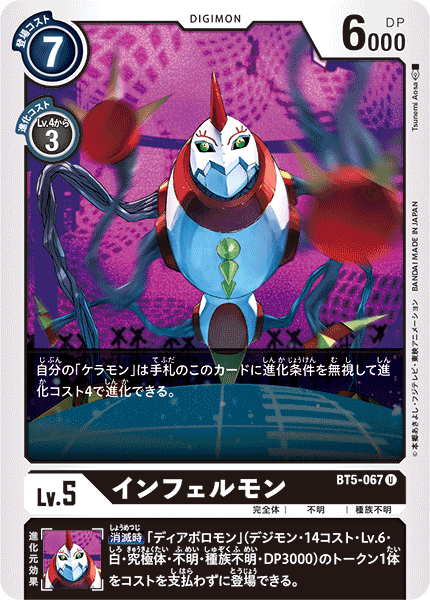 DIGIMON
登場コスト
7
DP
6000
進化コスト
Lv.4から
3
Tsunemi Aosa
©本郷あきよし・フジテレビ・東映アニメーション BANDAI MADE IN JAPAN
自分の「ケラモン」は手札のこのカードに進化条件を無視して進
化コスト4で進化できる。
BT5-067 U
Lv.5
インフェルモン
完全体 不明 種族不明
進化元効果
消滅時 「ディアボロモン」(デジモン・14コスト・Lv.6・
白・究極体・不明・種族不明・DP3000)のトークン1体
をコストを支払わずに登場できる。